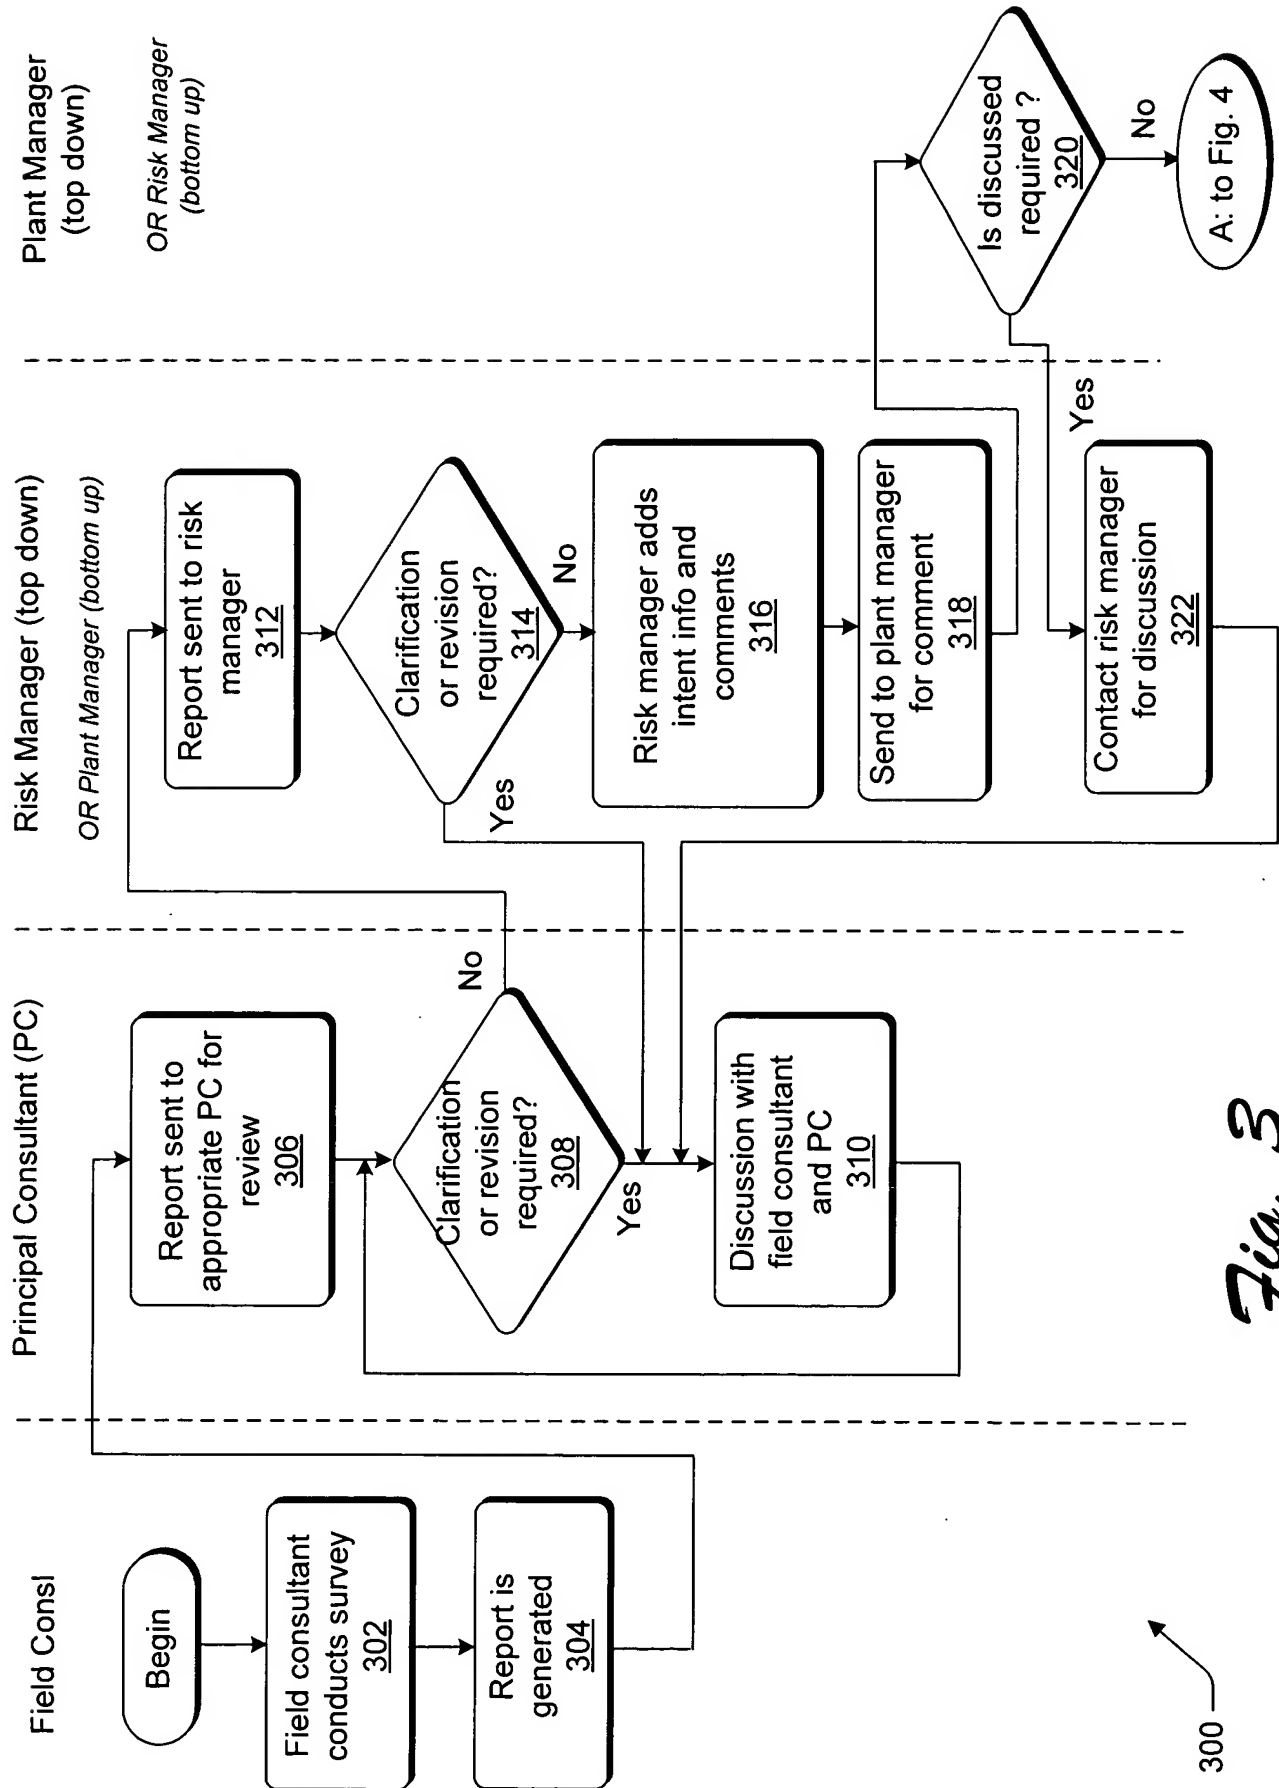 Field Consl
Begin
Field consultant
conducts survey
302
Report is
generated
304
Principal Consultant (PC)
Report sent to
appropriate PC for
review
306
Clarification
or revision
required?
308
No
Yes
Discussion with
field consultant
and PC
310
Risk Manager (top down)
OR Plant Manager (bottom up)
Report sent to risk
manager
312
Clarification
or revision
required?
314
Yes
No
Risk manager adds
intent info and
comments
316
Send to plant manager
for comment
318
Yes
Contact risk manager
for discussion
322
Plant Manager
(top down)
OR Risk Manager
(bottom up)
Is discussed
required ?
320
No
A: to Fig. 4
300
Fig. 3